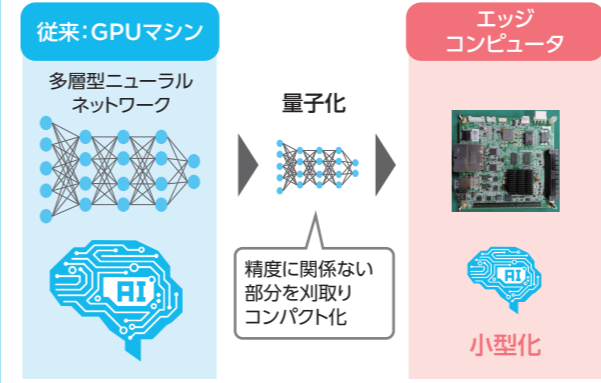 従来：GPUマシン
多層型ニューラル
ネットワーク
AI
量子化
精度に関係ない
部分を刈取り
コンパクト化
エッジ
コンピュータ
AI
小型化